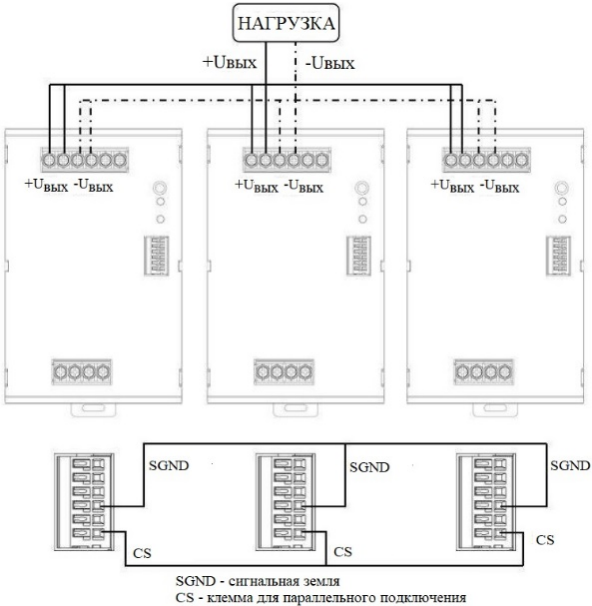 НАГРУЗКА
+Uвых -Uвых
+Uвых -Uвых
+Uвых -Uвых
+Uвых -Uвых
SGND
SGND
SGND
CS
CS
CS
SGND - сигнальная земля
CS - клемма для параллельного подключения